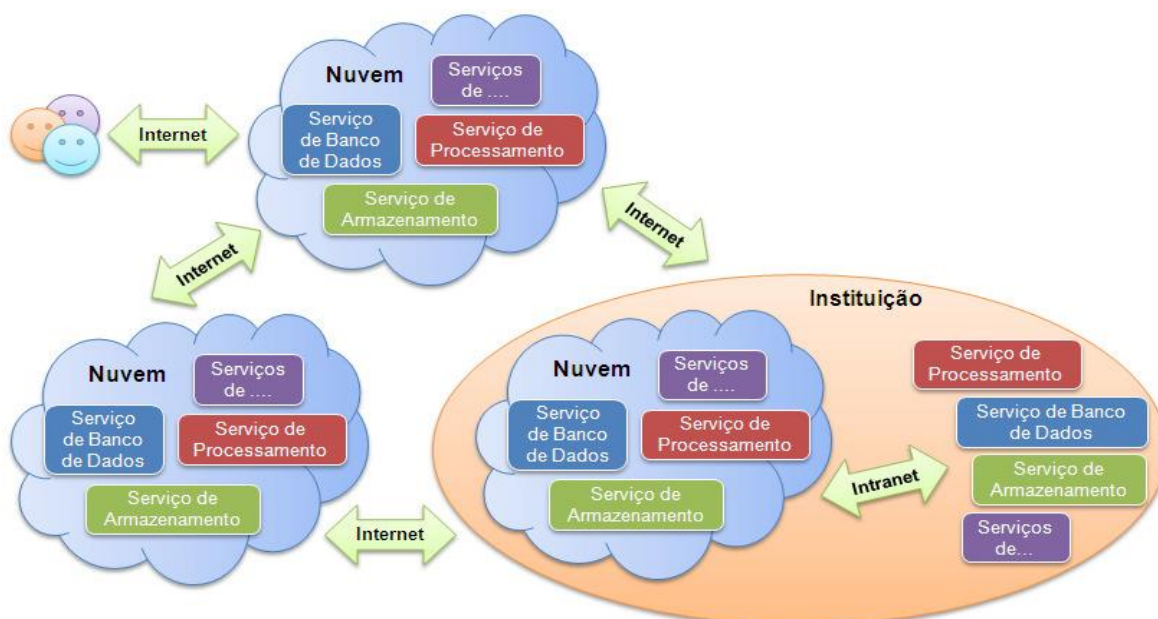 Nuvem
Serviços
de ....
Serviço
de Banco
de Dados
Serviço de
Processamento
Serviço de
Armazenamento
Internet
Internet
Internet
Nuvem
Serviços
de ....
Serviço
de Banco
de Dados
Serviço de
Processamento
Serviço de
Armazenamento
Internet
Instituição
Nuvem
Serviços
de ....
Serviço
de Banco
de Dados
Serviço de
Processamento
Serviço de
Armazenamento
Intranet
Serviço de
Processamento
Serviço de Banco
de Dados
Serviço de
Armazenamento
Serviços
de...